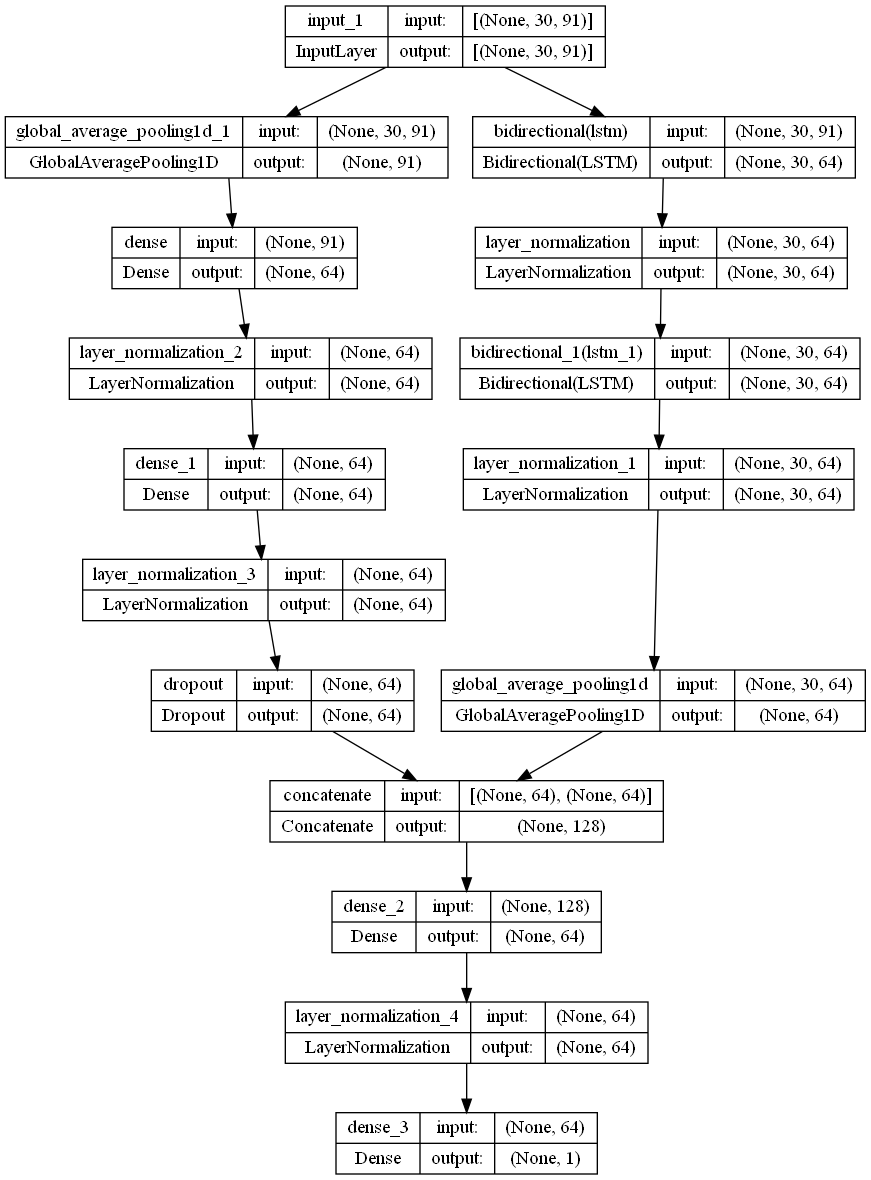 input_1 input: [(None, 30, 91)]
InputLayer output: [(None, 30, 91)]
global_average_pooling1d_1 input: (None, 30, 91)
GlobalAveragePooling1D output: (None, 91)
bidirectional(lstm) input: (None, 30, 91)
Bidirectional(LSTM) output: (None, 30, 64)
dense input: (None, 91)
Dense output: (None, 64)
layer_normalization input: (None, 30, 64)
LayerNormalization output: (None, 30, 64)
layer_normalization_2 input: (None, 64)
LayerNormalization output: (None, 64)
bidirectional_1(lstm_1) input: (None, 30, 64)
Bidirectional(LSTM) output: (None, 30, 64)
dense_1 input: (None, 64)
Dense output: (None, 64)
layer_normalization_1 input: (None, 30, 64)
LayerNormalization output: (None, 30, 64)
layer_normalization_3 input: (None, 64)
LayerNormalization output: (None, 64)
dropout input: (None, 64)
Dropout output: (None, 64)
global_average_pooling1d input: (None, 30, 64)
GlobalAveragePooling1D output: (None, 64)
concatenate input: [(None, 64), (None, 64)]
Concatenate output: (None, 128)
dense_2 input: (None, 128)
Dense output: (None, 64)
layer_normalization_4 input: (None, 64)
LayerNormalization output: (None, 64)
dense_3 input: (None, 64)
Dense output: (None, 1)